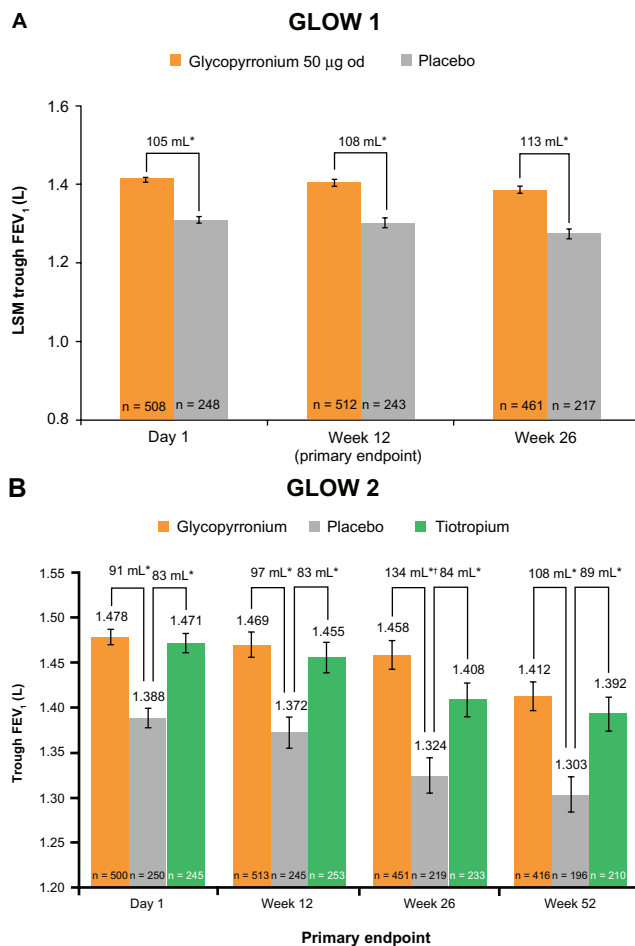 A
GLOW 1
Glycopyrronium 50 μg od Placebo
LSM trough FEV₁ (L)
1.6
1.4
1.2
1.0
0.8
105 mL* 108 mL* 113 mL*
n = 508 n = 248 n = 512 n = 243 n = 461 n = 217
Day 1 Week 12 Week 26
(primary endpoint)
B
GLOW 2
Glycopyrronium Placebo Tiotropium
Trough FEV₁ (L)
1.55
1.50
1.45
1.40
1.35
1.30
1.25
1.20
91 mL* 83 mL* 97 mL* 83 mL* 134 mL*† 84 mL* 108 mL* 89 mL*
1.478 1.388 1.471 1.469 1.372 1.455 1.458 1.324 1.408 1.412 1.303 1.392
n = 500 n = 250 n = 245 n = 513 n = 245 n = 253 n = 451 n = 219 n = 233 n = 416 n = 196 n = 210
Day 1 Week 12 Week 26 Week 52
Primary endpoint